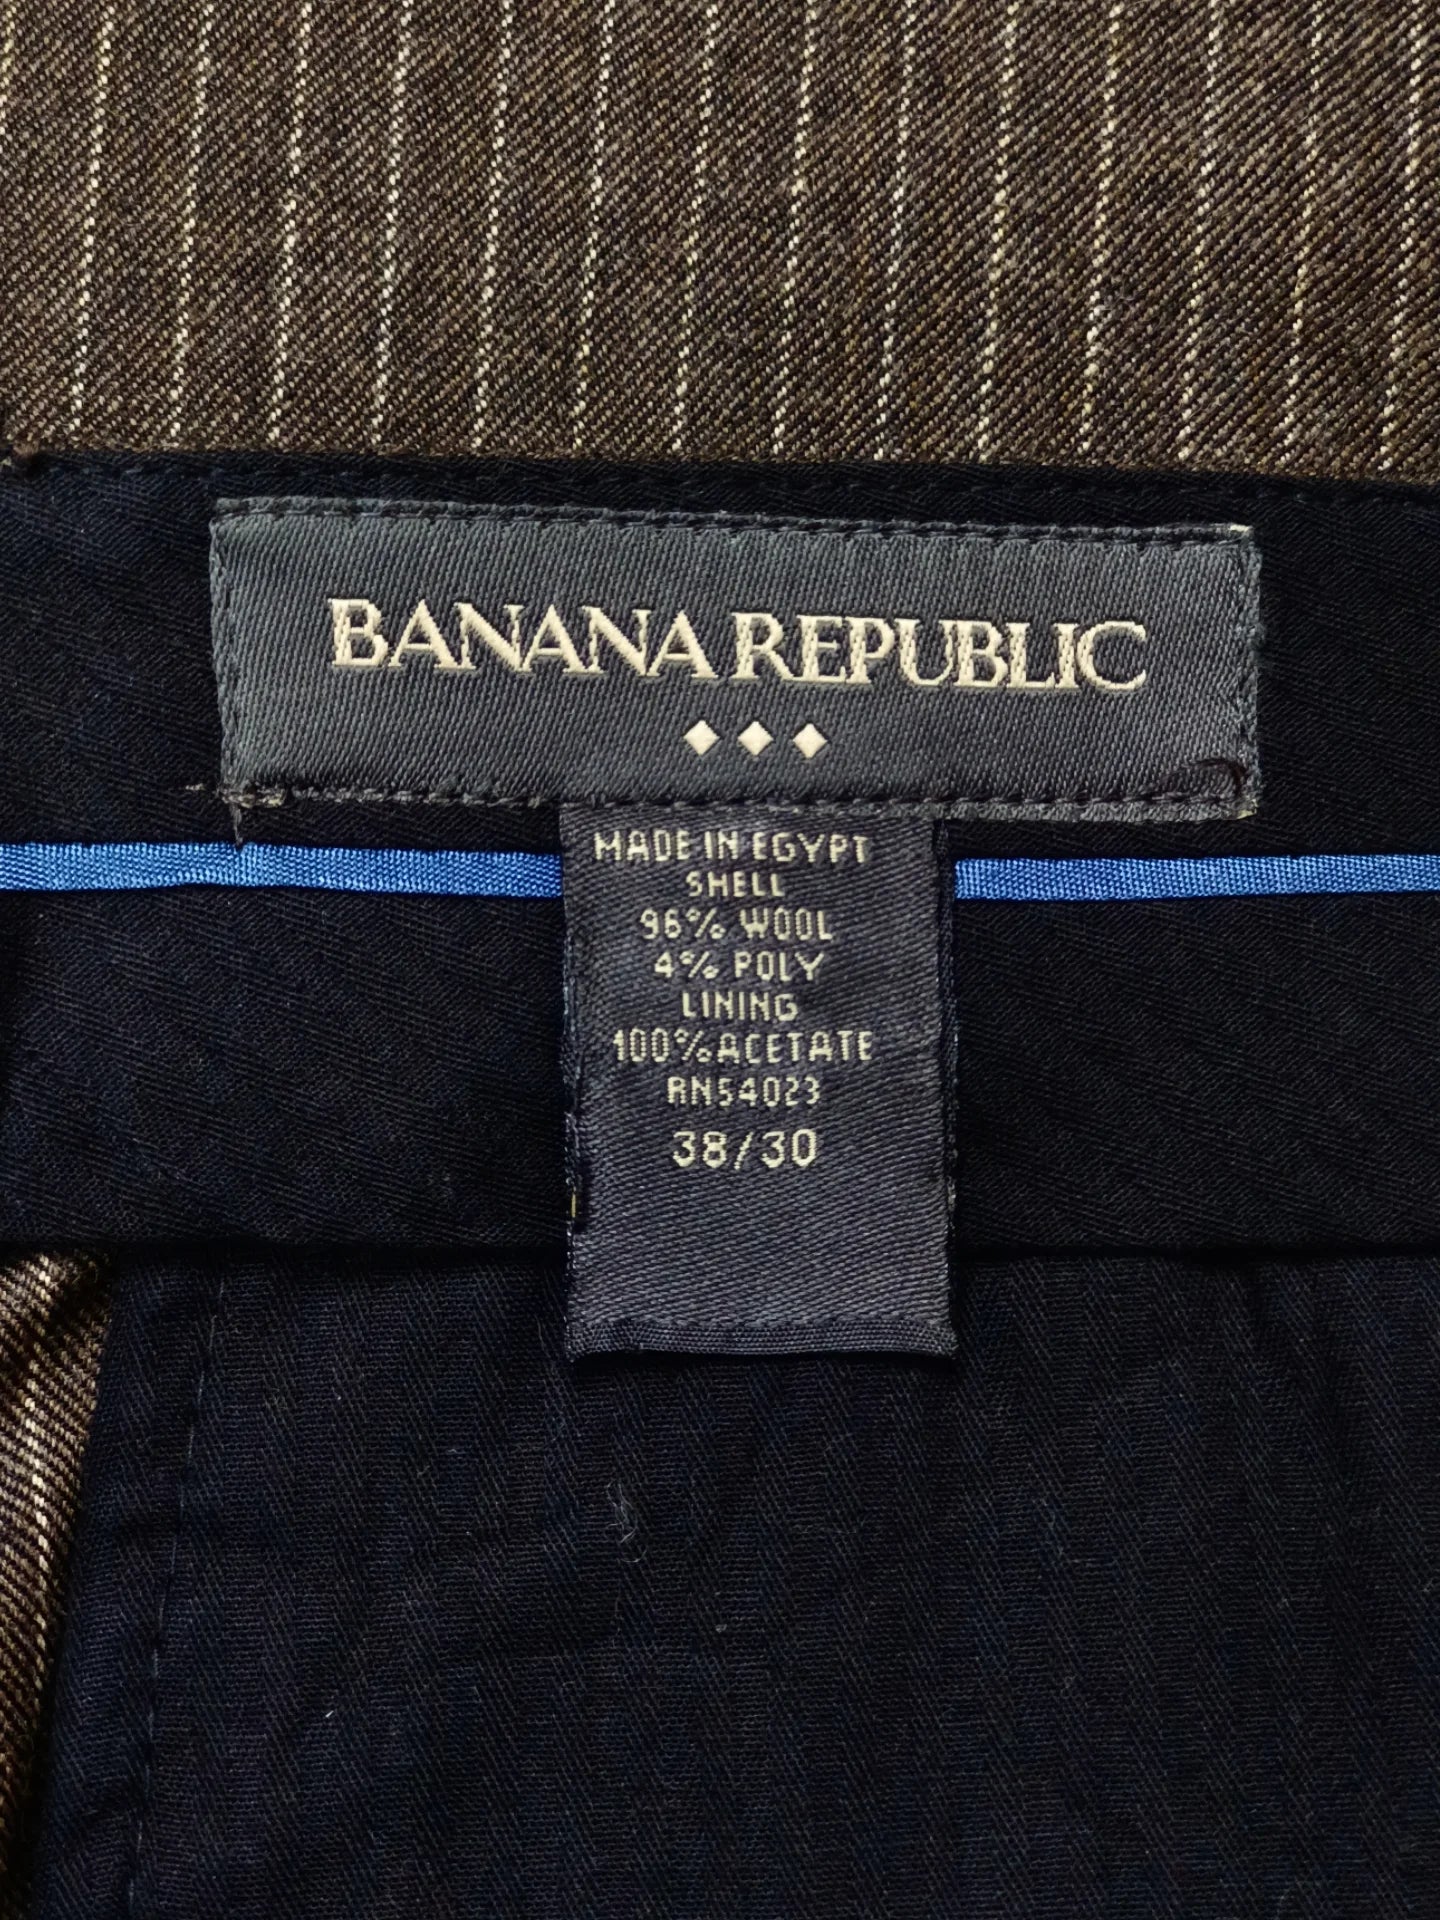 BANANA REPUBLIC
MADE IN EGYPT
SHELL
96% WOOL
4% POLY
LINING
100% ACETATE
RN54023
38/30